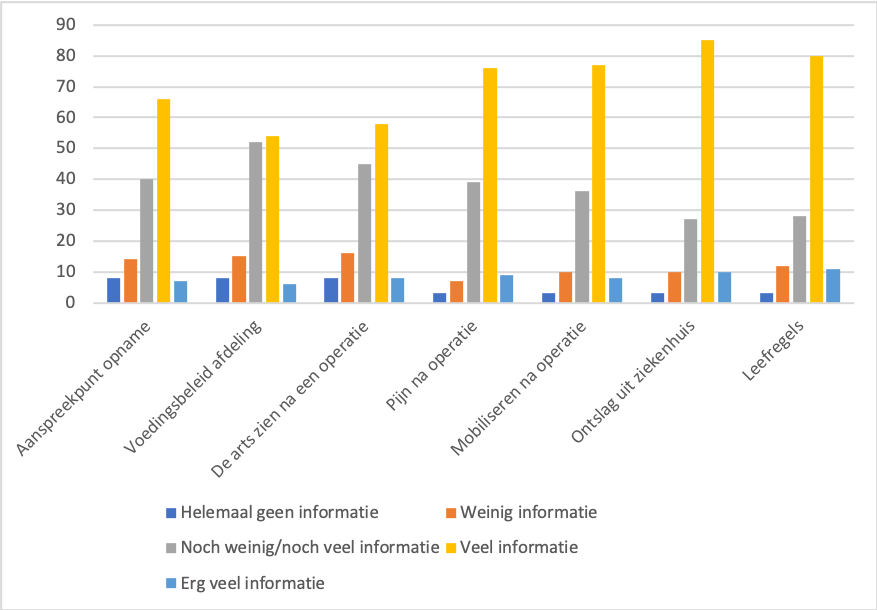 90
80
70
60
50
40
30
20
10
0
Aanspreekpunt opname
Voedingsbeleid afdeling
De arts zien na een operatie
Pijn na operatie
Mobiliseren na operatie
Ontslag uit ziekenhuis
Leefregels
Helemaal geen informatie
Weinig informatie
Noch weinig/noch veel informatie
Veel informatie
Erg veel informatie